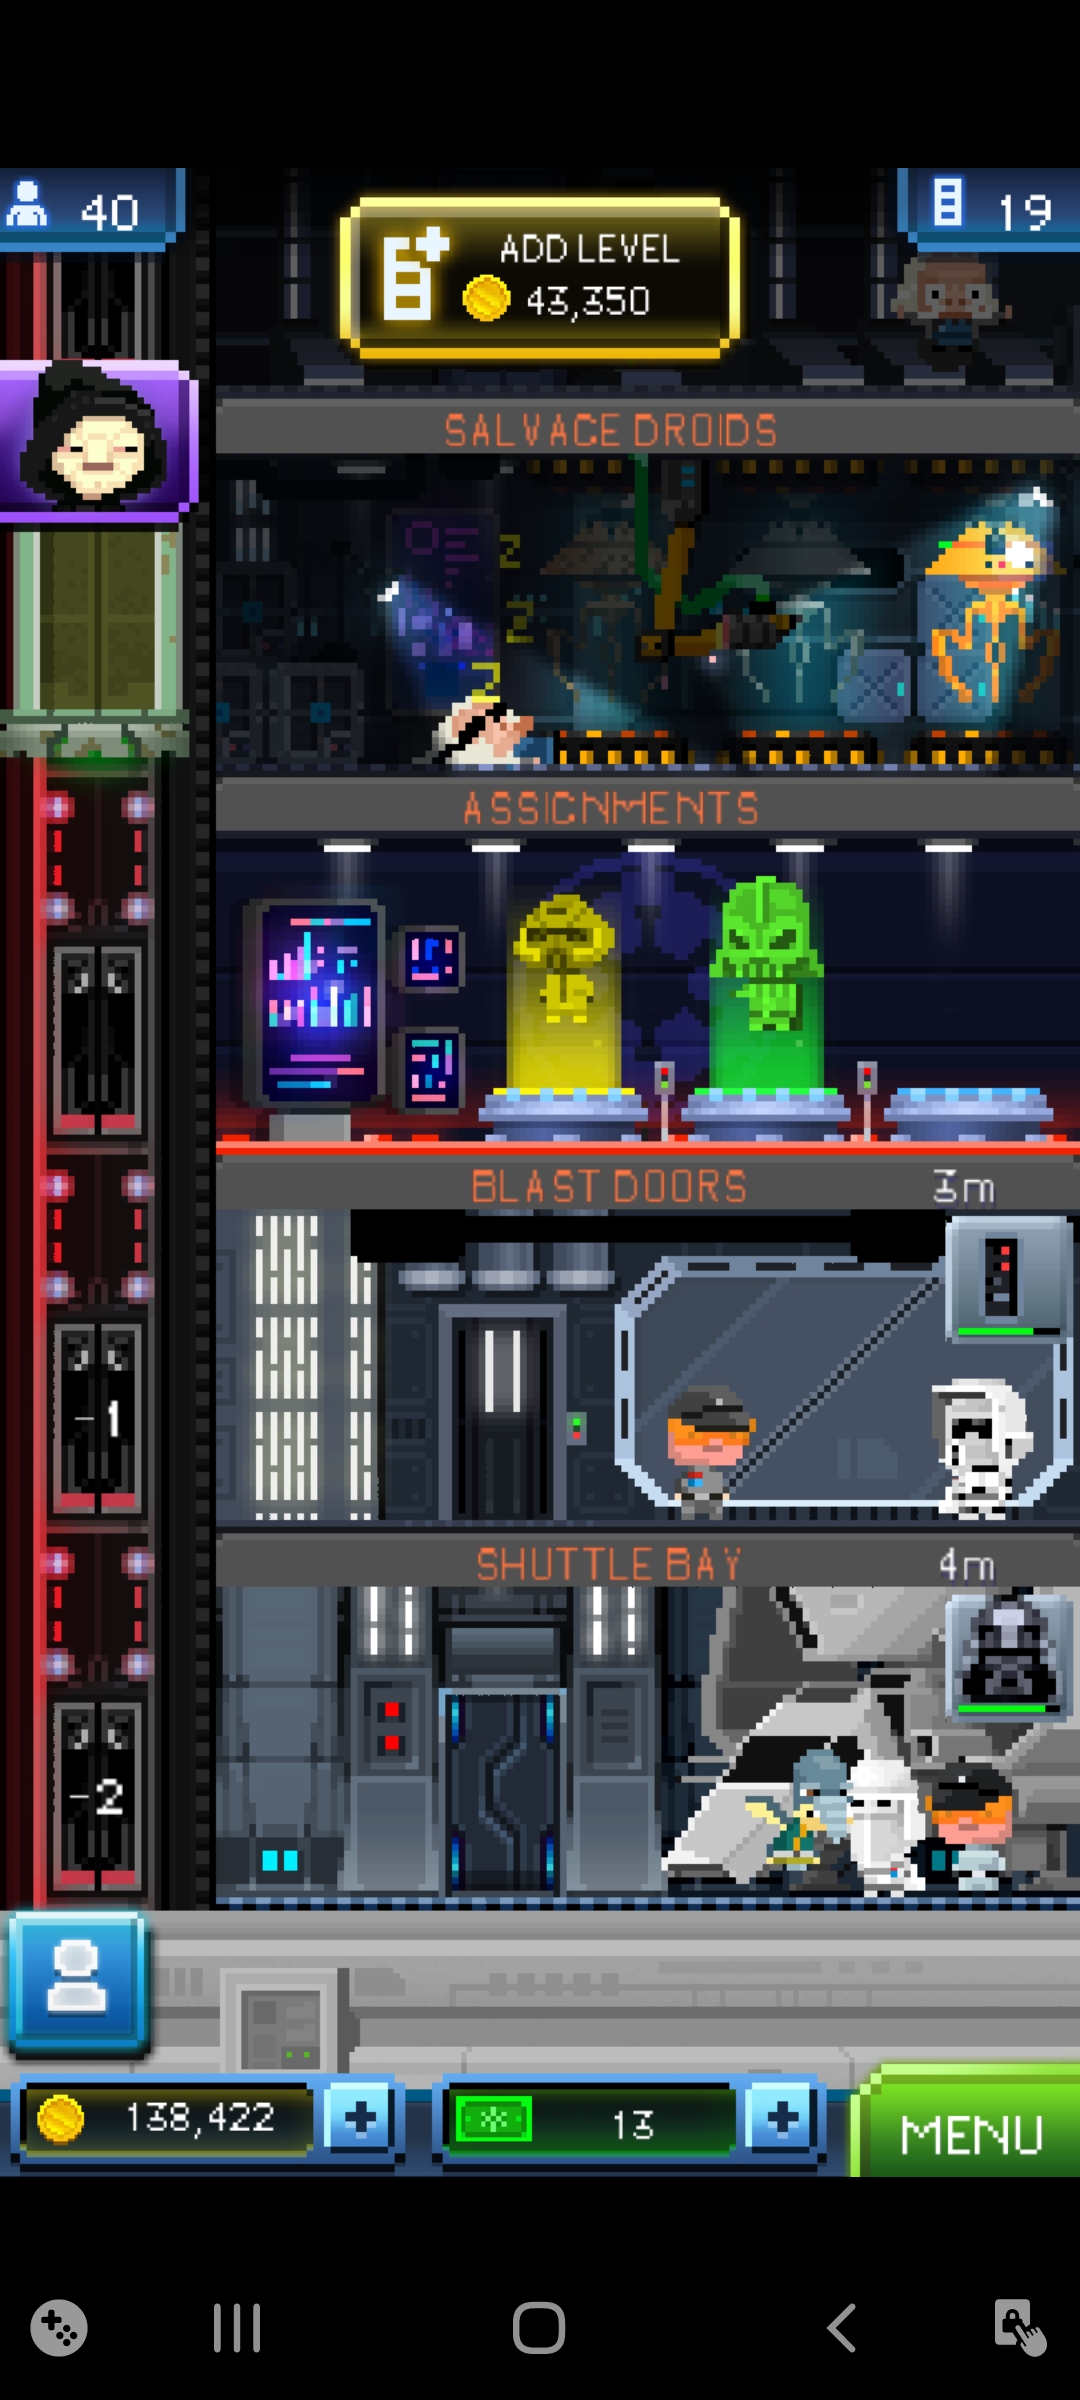 40
ADD LEVEL
43,350
19
SALVAGE DROIDS
Z
Z
Z
ASSIGNMENTS
BLAST DOORS 3m
-1
SHUTTLE BAY 4m
-2
138,422
13
MENU